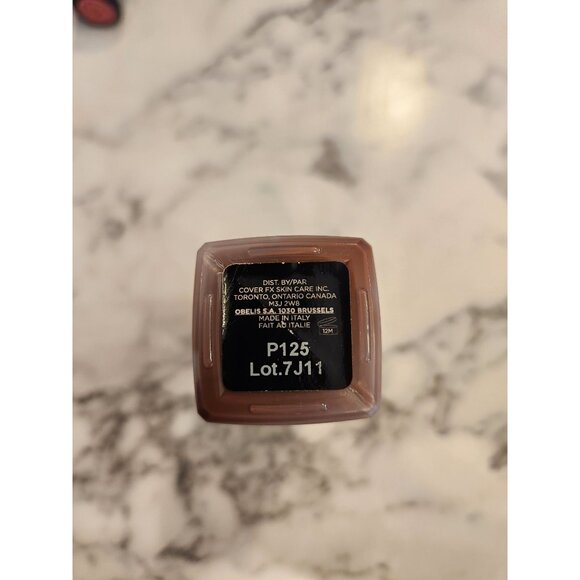 DIST. BY/PAR
COVER FX SKIN CARE INC.
TORONTO, ONTARIO CANADA
M3J 2W8
OBELIS S.A. 1030 BRUSSELS
MADE IN ITALY
FAIT AU ITALIE
12M
P125
Lot.7J11